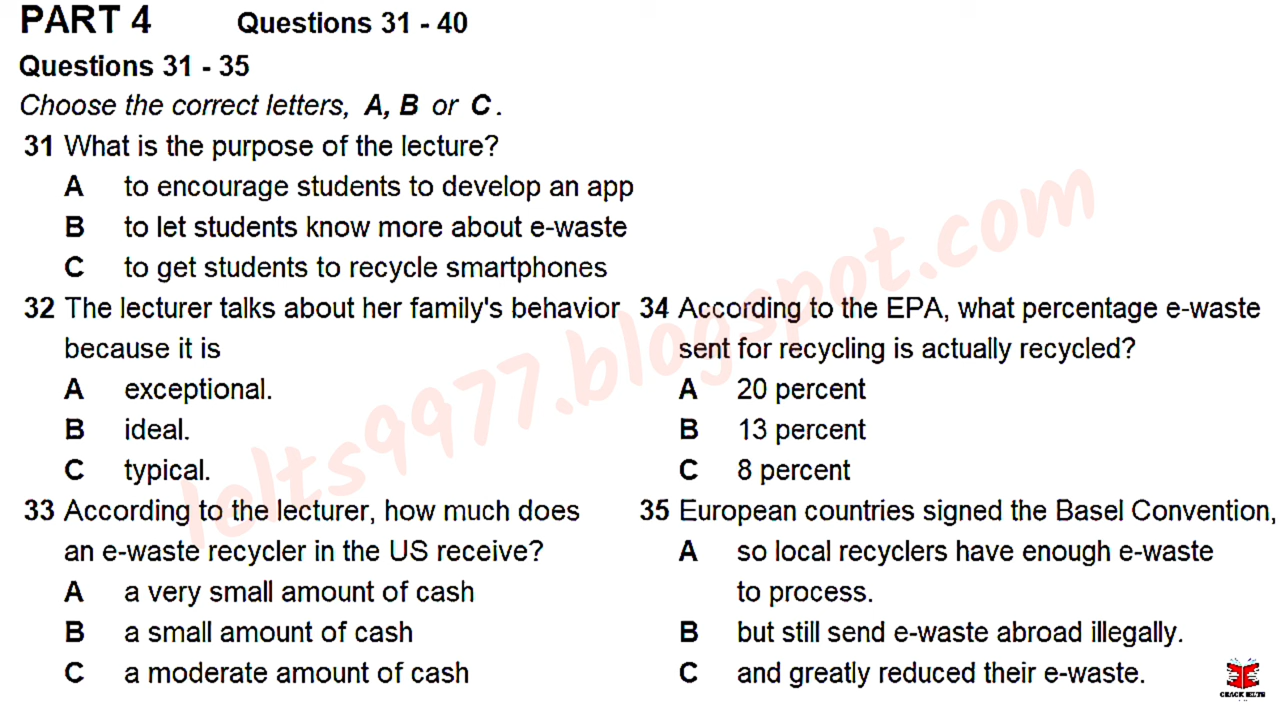 PART 4 Questions 31 - 40
Questions 31 - 35
Choose the correct letters, A, B or C.
31 What is the purpose of the lecture?
A to encourage students to develop an app
B to let students know more about e-waste
C to get students to recycle smartphones
32 The lecturer talks about her family's behavior
because it is
A exceptional.
B ideal.
C typical.
33 According to the lecturer, how much does
an e-waste recycler in the US receive?
A a very small amount of cash
B a small amount of cash
C a moderate amount of cash
34 According to the EPA, what percentage e-waste
sent for recycling is actually recycled?
A 20 percent
B 13 percent
C 8 percent
35 European countries signed the Basel Convention,
A so local recyclers have enough e-waste
to process.
B but still send e-waste abroad illegally.
C and greatly reduced their e-waste.
Ielts9977.blogspot.com
CRACK IELTS